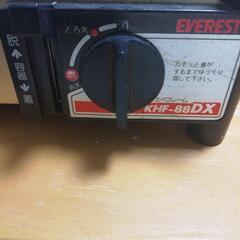 EVEREST
とろ火
消
脱
↑
容器
↓
着
カチッと音が
するまでゆっくり
回して下さい
KHF-88DX